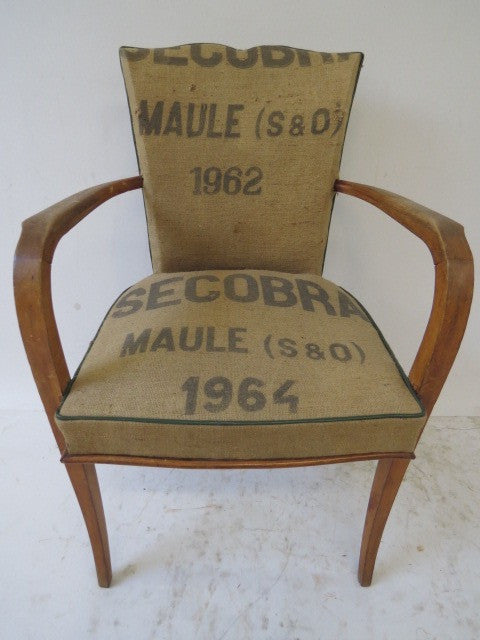 SECOBRA
MAULE (S&O)
1962
SECOBRA
MAULE (S&O)
1964